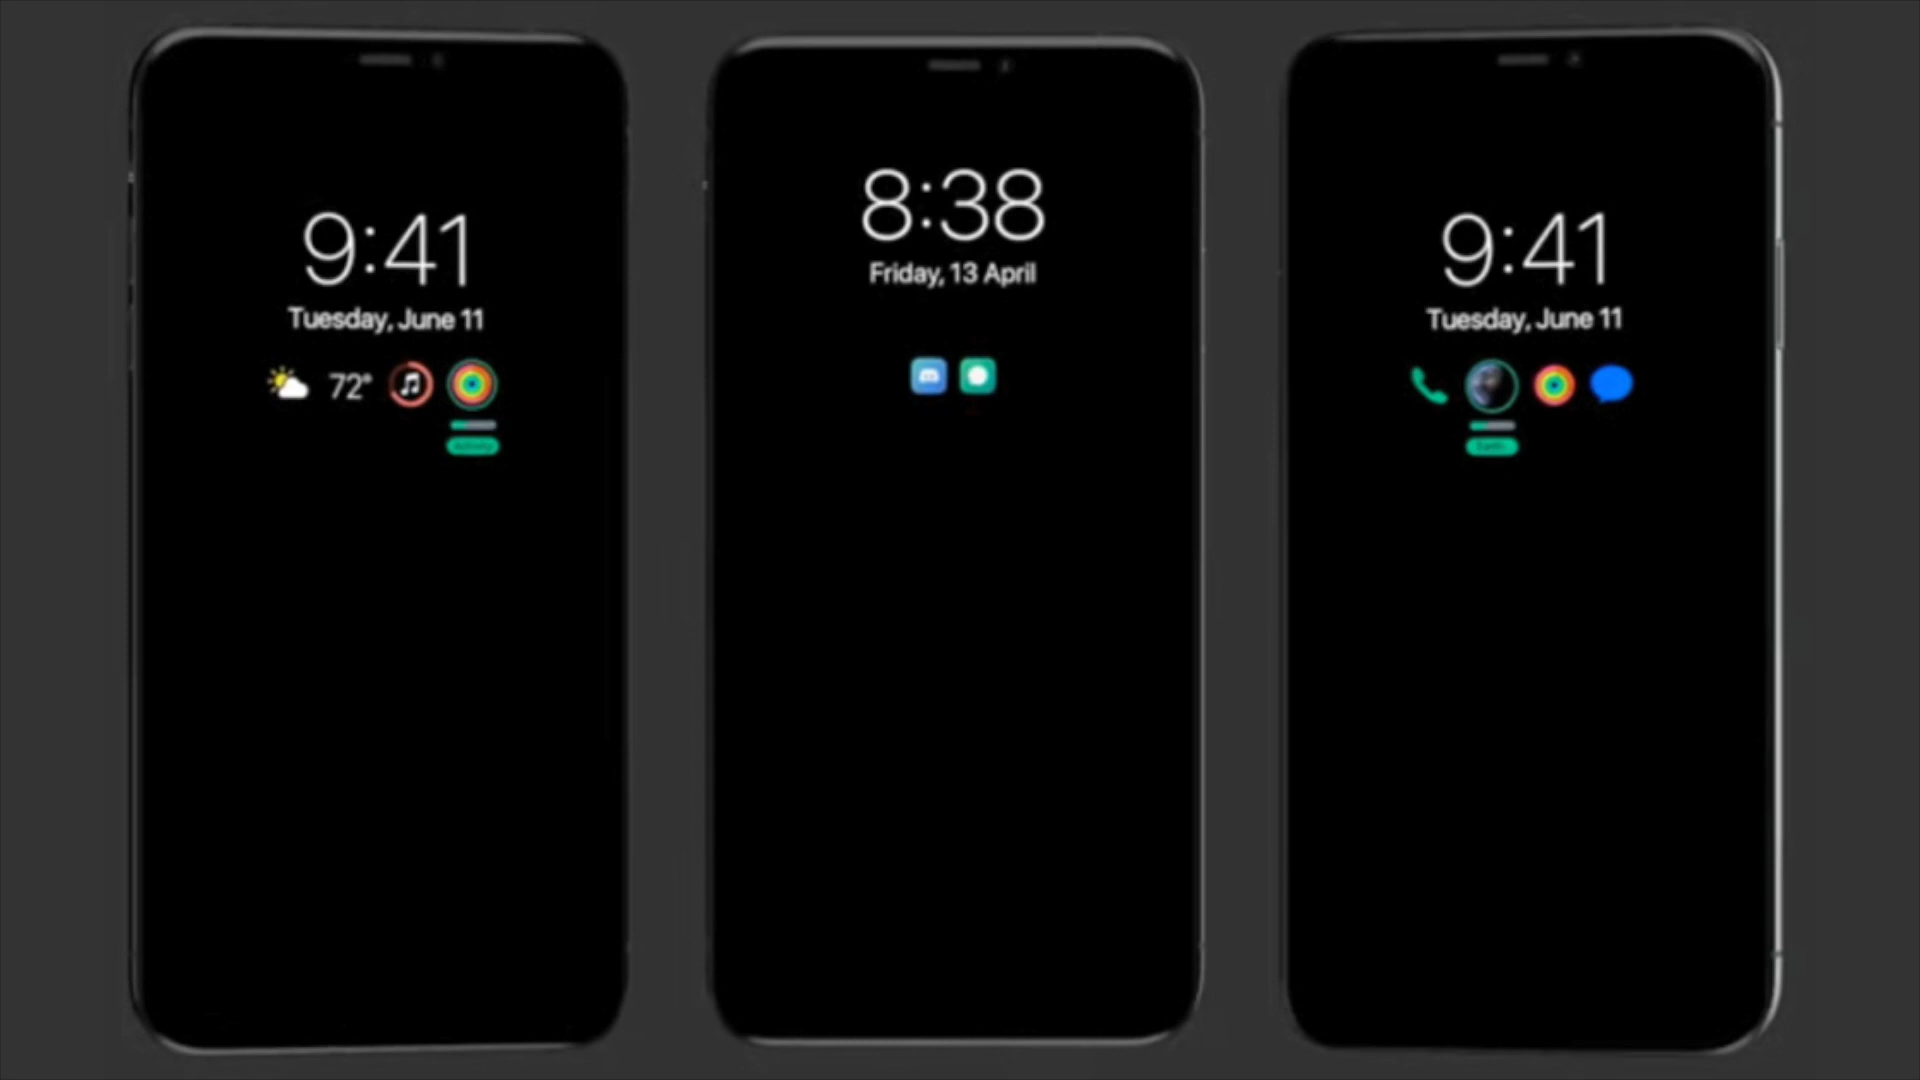 9:41
Tuesday, June 11
72°
8:38
Friday, 13 April
9:41
Tuesday, June 11